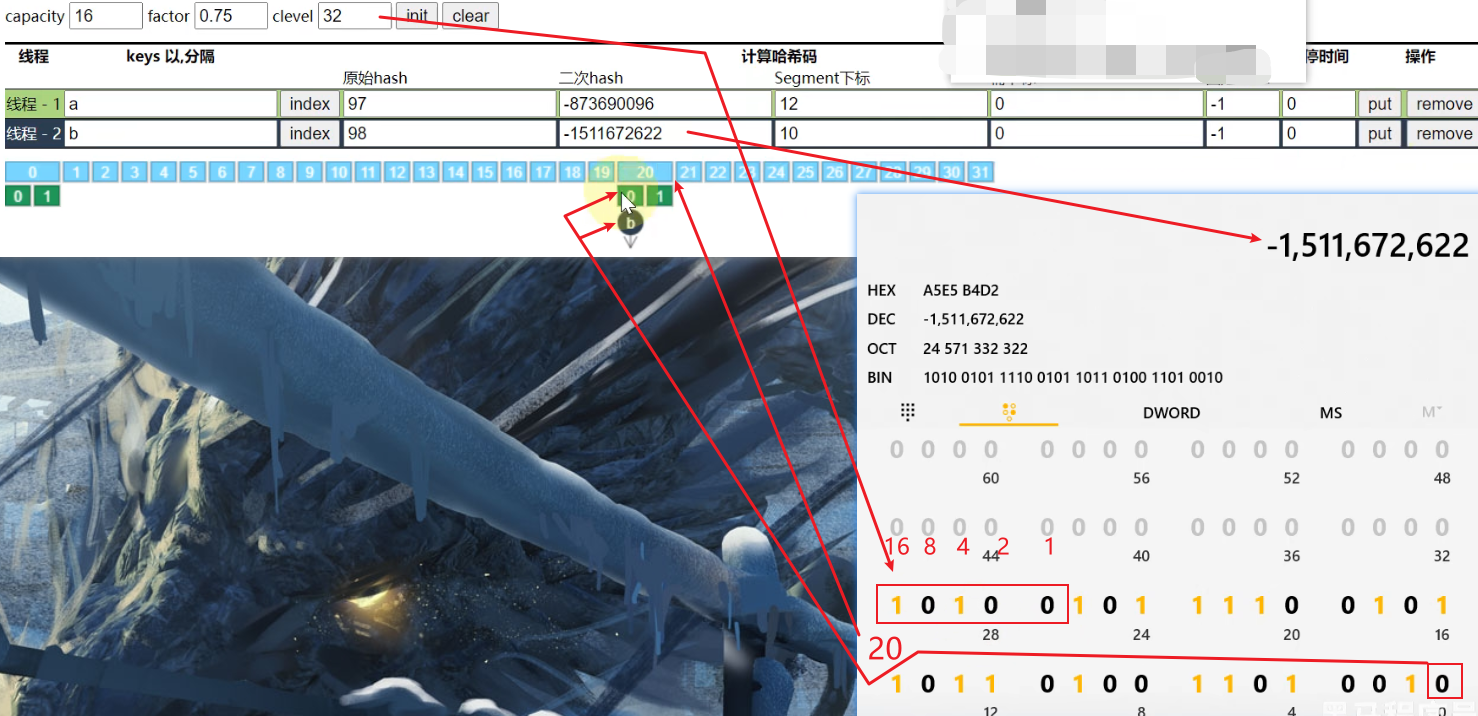 capacity 16 factor 0.75 clevel 32 init clear
线程 keys 以,分隔 计算哈希码 停时间 操作
原始hash 二次hash Segment下标
线程 - 1 a index 97 -873690096 12 0 -1 0 put remove
线程 - 2 b index 98 -1511672622 10 0 -1 0 put remove
0 1 2 3 4 5 6 7 8 9 10 11 12 13 14 15 16 17 18 19 20 21 22 23 24 25 26 27 28 29 30 31
0 1 0 1
b
-1,511,672,622
HEX A5E5 B4D2
DEC -1,511,672,622
OCT 24 571 332 322
BIN 1010 0101 1110 0101 1011 0100 1101 0010
DWORD MS M
0 0 0 0 0 0 0 0 0 0 0 0 0 0 0 0
60 56 52 48
0 0 0 0 0 0 0 0 0 0 0 0 0 0 0 0
16 8 4 2 1
44 40 36 32
1 0 1 0 0 1 0 1 1 1 1 0 0 1 0 1
28 24 20 16
20
1 0 1 1 0 1 0 0 1 1 0 1 0 0 1 0
12 8 4 0